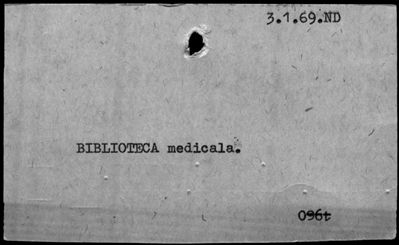 3.1.69.ND
BIBLIOTECA medicala.
096t